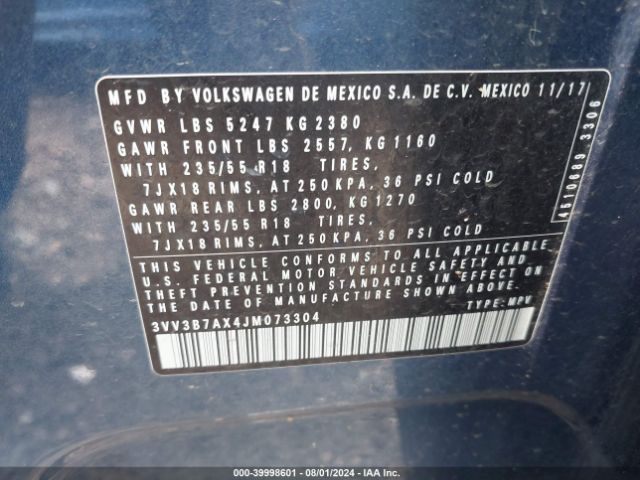 MFD BY VOLKSWAGEN DE MEXICO S.A. DE C.V. MEXICO 11/17
GVWR LBS 5247 KG 2380
GAWR FRONT LBS 2557, KG 1160
WITH 235/55 R18 TIRES,
7JX18 RIMS, AT 250 KPA, 36 PSI COLD
GAWR REAR LBS 2800, KG 1270
WITH 235/55 R18 TIRES,
7JX18 RIMS, AT 250 KPA, 36 PSI COLD
THIS VEHICLE CONFORMS TO ALL APPLICABLE
U.S. FEDERAL MOTOR VEHICLE SAFETY AND
THEFT PREVENTION STANDARDS IN EFFECT ON
THE DATE OF MANUFACTURE SHOWN ABOVE.
3VV3B7AX4JM073304 TYPE: MPV
4510689 3306
000-39998601 - 08/01/2024 - IAA Inc.